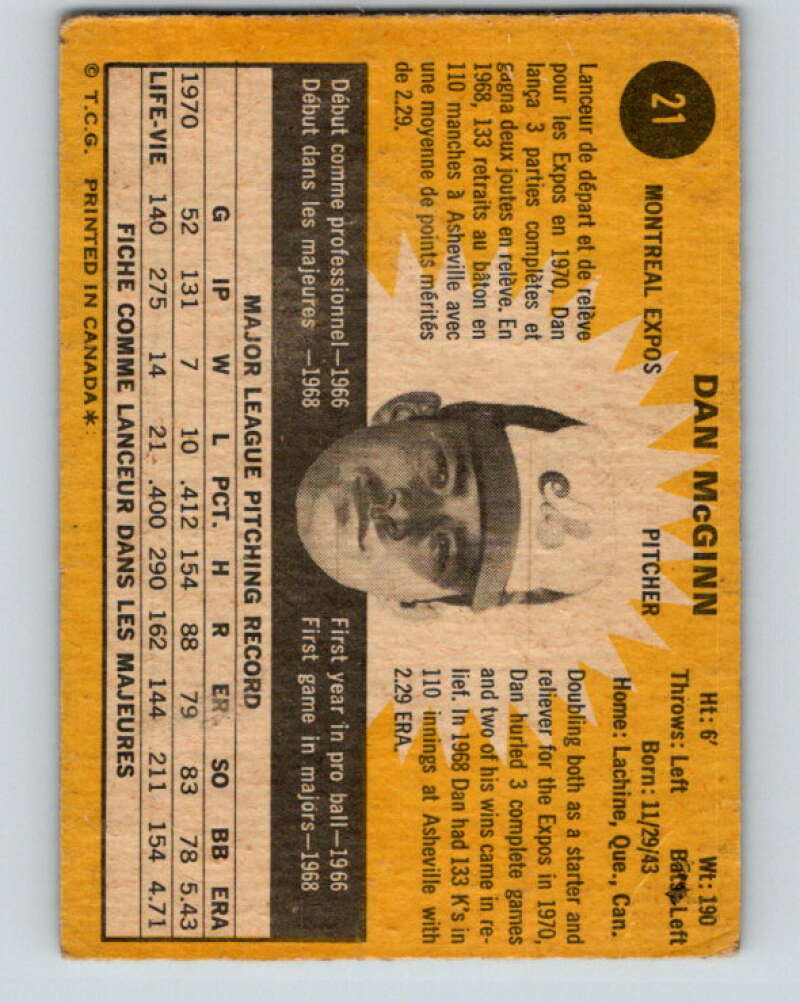 21
DAN McGINN
MONTREAL EXPOS
PITCHER
Ht: 6' Wt: 190
Throws: Left Bats: Left
Born: 11/29/43
Home: Lachine, Que., Can.
Lanceur de départ et de relève
pour les Expos en 1970, Dan
lança 3 parties complètes et
gagna deux joutes en relève. En
1968, 133 retraits au bâton en
110 manches à Asheville avec
une moyenne de points mérités
de 2.29.
e b
Doubling both as a starter and
reliever for the Expos in 1970,
Dan hurled 3 complete games
and two of his wins came in re-
lief. In 1968 Dan had 133 K's in
110 innings at Asheville with
2.29 ERA.
Début comme professionnel—1966
Début dans les majeures —1968
First year in pro ball—1966
First game in majors—1968
MAJOR LEAGUE PITCHING RECORD
G IP W L PCT. H R ER SO BB ERA
1970 52 131 7 10 .412 154 88 79 83 78 5.43
LIFE-VIE 140 275 14 21 .400 290 162 144 211 154 4.71
FICHE COMME LANCEUR DANS LES MAJEURES
© T.C.G. PRINTED IN CANADA*